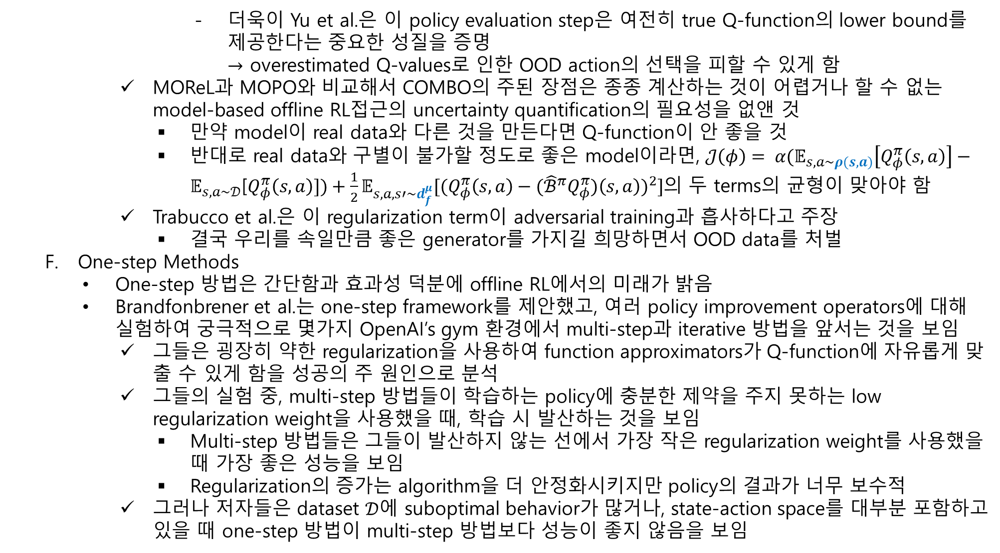 - 더욱이 Yu et al.은 이 policy evaluation step은 여전히 true Q-function의 lower bound를
제공한다는 중요한 성질을 증명
→ overestimated Q-values로 인한 OOD action의 선택을 피할 수 있게 함
✓ MOReL과 MOPO와 비교해서 COMBO의 주된 장점은 종종 계산하는 것이 어렵거나 할 수 없는
model-based offline RL접근의 uncertainty quantification의 필요성을 없앤 것
▪ 만약 model이 real data와 다른 것을 만든다면 Q-function이 안 좋을 것
▪ 반대로 real data와 구별이 불가할 정도로 좋은 model이라면, 𝒥(ϕ) = α(𝔼_{s,a~ρ(s,a)}[Q_ϕ^π(s,a)] −
𝔼_{s,a~𝒟}[Q_ϕ^π(s,a)]) + 1/2 𝔼_{s,a,s′~d_f^μ}[(Q_ϕ^π(s,a) − (ℬ̂^π Q_ϕ^π)(s,a))^2]의 두 terms의 균형이 맞아야 함
✓ Trabucco et al.은 이 regularization term이 adversarial training과 흡사하다고 주장
▪ 결국 우리를 속일만큼 좋은 generator를 가지길 희망하면서 OOD data를 처벌
F. One-step Methods
• One-step 방법은 간단함과 효과성 덕분에 offline RL에서의 미래가 밝음
• Brandfonbrener et al.는 one-step framework를 제안했고, 여러 policy improvement operators에 대해
실험하여 궁극적으로 몇가지 OpenAI's gym 환경에서 multi-step과 iterative 방법을 앞서는 것을 보임
✓ 그들은 굉장히 약한 regularization을 사용하여 function approximators가 Q-function에 자유롭게 맞
출 수 있게 함을 성공의 주 원인으로 분석
✓ 그들의 실험 중, multi-step 방법들이 학습하는 policy에 충분한 제약을 주지 못하는 low
regularization weight을 사용했을 때, 학습 시 발산하는 것을 보임
▪ Multi-step 방법들은 그들이 발산하지 않는 선에서 가장 작은 regularization weight를 사용했을
때 가장 좋은 성능을 보임
▪ Regularization의 증가는 algorithm을 더 안정화시키지만 policy의 결과가 너무 보수적
✓ 그러나 저자들은 dataset 𝒟에 suboptimal behavior가 많거나, state-action space를 대부분 포함하고
있을 때 one-step 방법이 multi-step 방법보다 성능이 좋지 않음을 보임